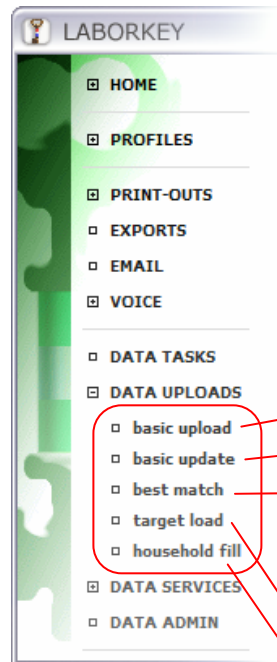 LABORKEY
HOME
PROFILES
PRINT-OUTS
EXPORTS
EMAIL
VOICE
DATA TASKS
DATA UPLOADS
basic upload
basic update
best match
target load
household fill
DATA SERVICES
DATA ADMIN